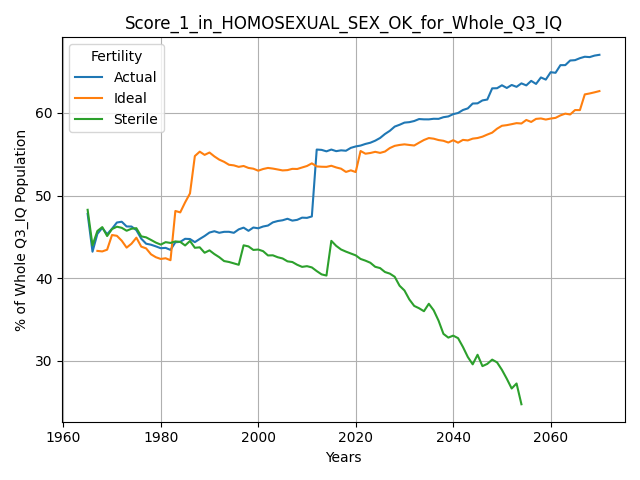 Score_1_in_HOMOSEXUAL_SEX_OK_for_Whole_Q3_IQ
Fertility
Actual
Ideal
Sterile
% of Whole Q3_IQ Population
60
50
40
30
1960
1980
2000
2020
2040
2060
Years